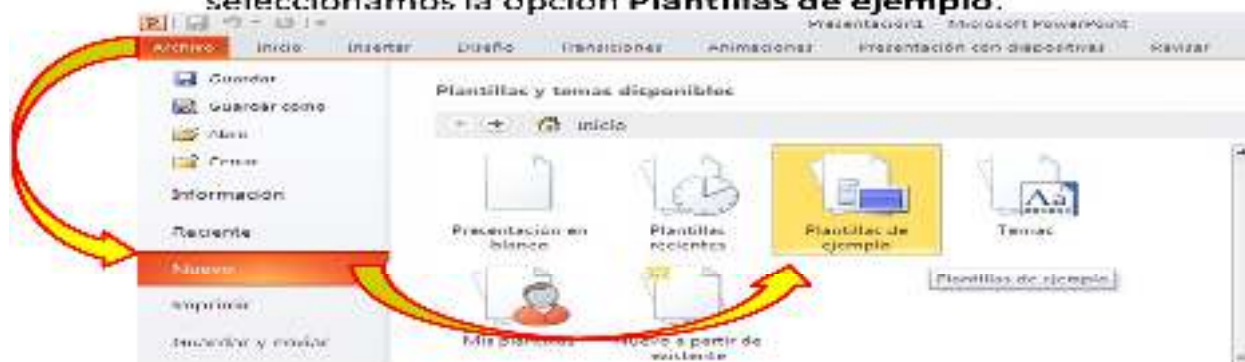 seleccionamos la opción Plantillas de ejemplo.
Presentación1 - Microsoft PowerPoint
Archivo Inicio Insertar Diseño Transiciones Animaciones Presentación con diapositivas Revisar
Guardar
Guardar como
Abrir
Cerrar
Información
Reciente
Nuevo
Imprimir
Guardar y enviar
Plantillas y temas disponibles
Inicio
Presentación en
blanco
Plantillas
recientes
Plantillas de
ejemplo
Temas
Plantillas de ejemplo
Mis plantillas
Nuevo a partir de
existente